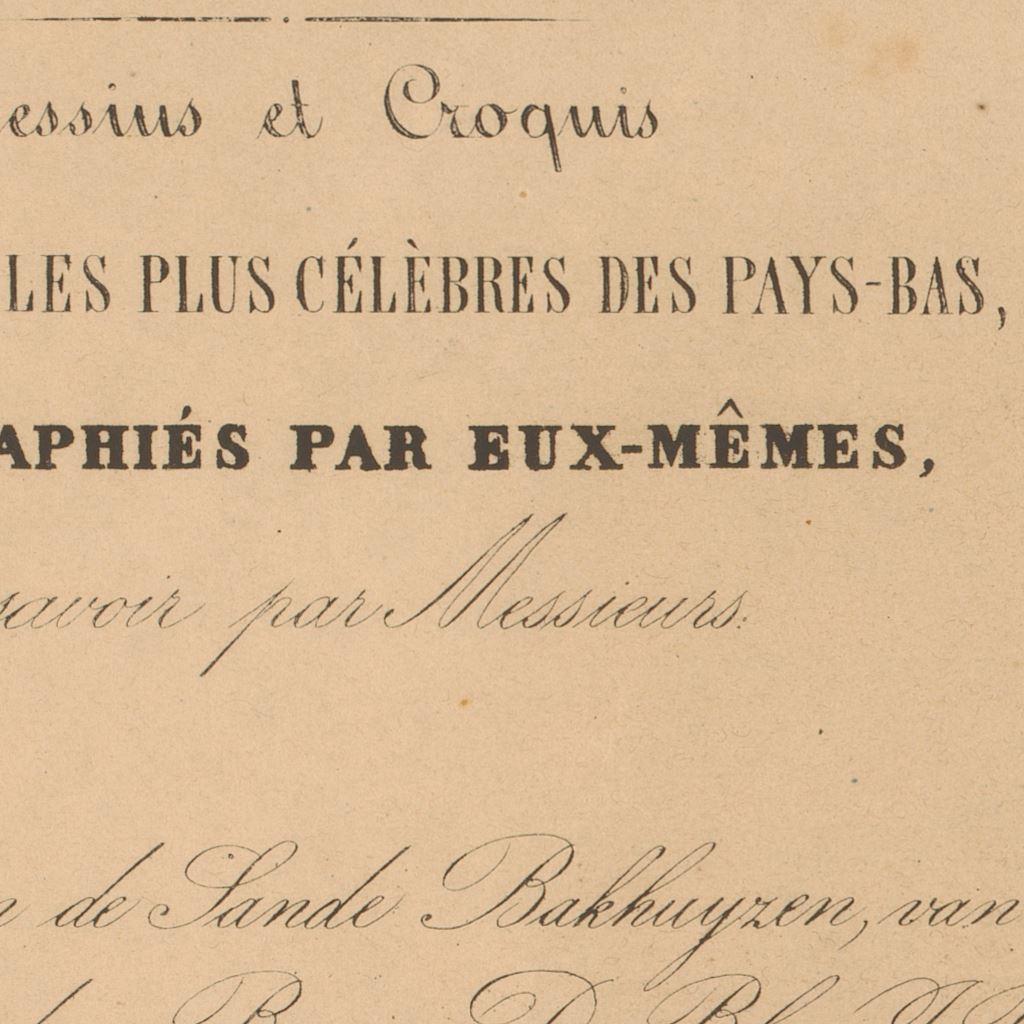 essins et Croquis
LES PLUS CÉLÈBRES DES PAYS-BAS,
APHIÉS PAR EUX-MÊMES,
savoir par Messieurs:
n de Sande Bakhuyzen, van